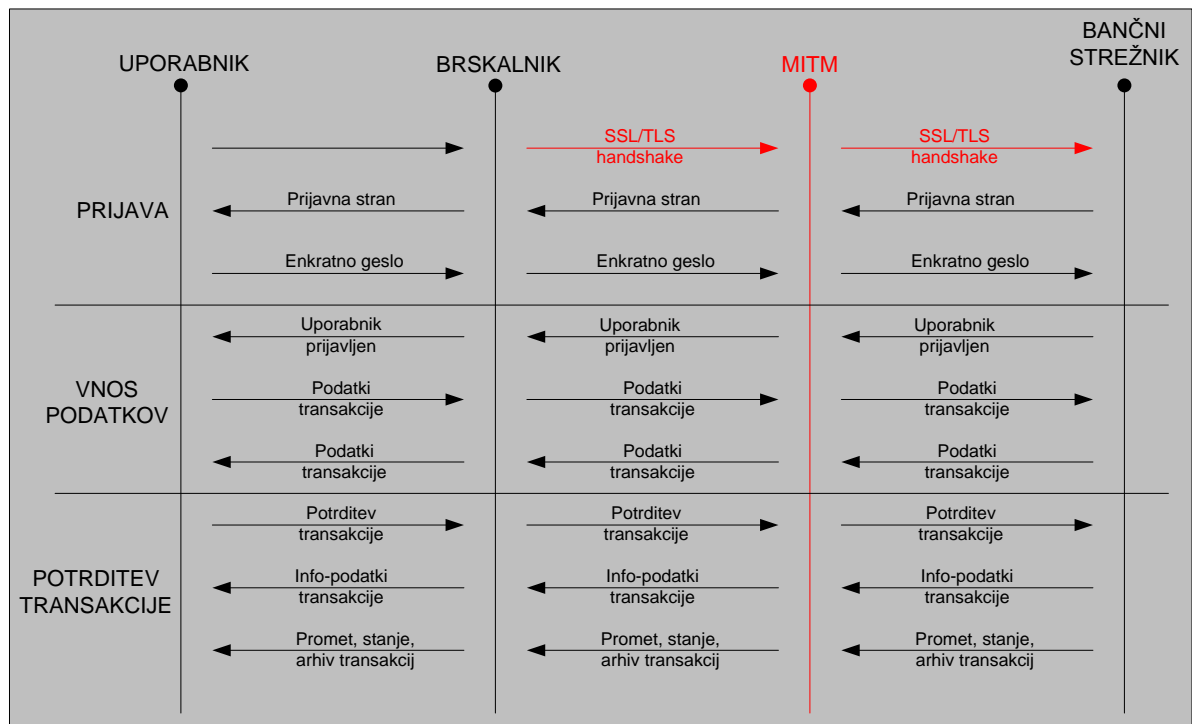 UPORABNIK
BRSKALNIK
MITM
BANČNI
STREŽNIK
PRIJAVA
SSL/TLS
handshake
SSL/TLS
handshake
Prijavna stran
Prijavna stran
Prijavna stran
Enkratno geslo
Enkratno geslo
Enkratno geslo
VNOS
PODATKOV
Uporabnik
prijavljen
Uporabnik
prijavljen
Uporabnik
prijavljen
Podatki
transakcije
Podatki
transakcije
Podatki
transakcije
Podatki
transakcije
Podatki
transakcije
Podatki
transakcije
POTRDITEV
TRANSAKCIJE
Potrditev
transakcije
Potrditev
transakcije
Potrditev
transakcije
Info-podatki
transakcije
Info-podatki
transakcije
Info-podatki
transakcije
Promet, stanje,
arhiv transakcij
Promet, stanje,
arhiv transakcij
Promet, stanje,
arhiv transakcij